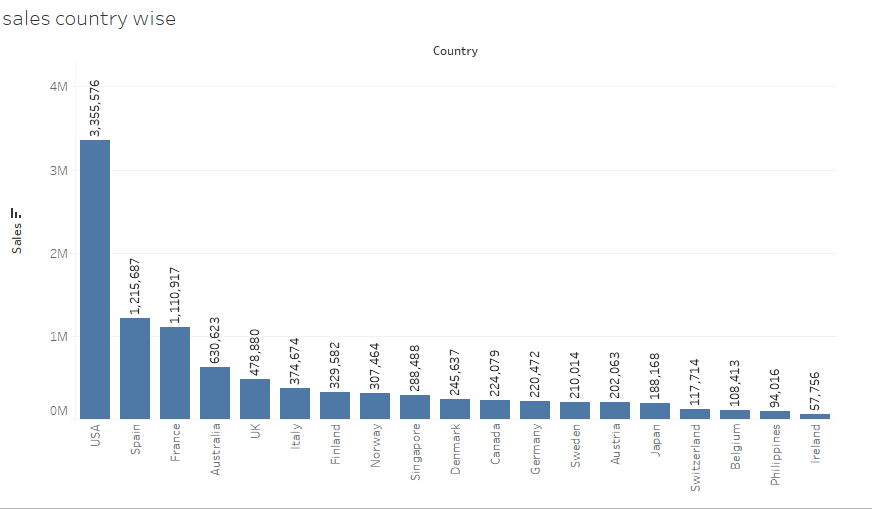 sales country wise
Country
Sales
4M
3M
2M
1M
0M
3,355,576
1,215,687
1,110,917
630,623
478,880
374,674
329,582
307,464
288,488
245,637
224,079
220,472
210,014
202,063
188,168
117,714
108,413
94,016
57,756
USA
Spain
France
Australia
UK
Italy
Finland
Norway
Singapore
Denmark
Canada
Germany
Sweden
Austria
Japan
Switzerland
Belgium
Philippines
Ireland